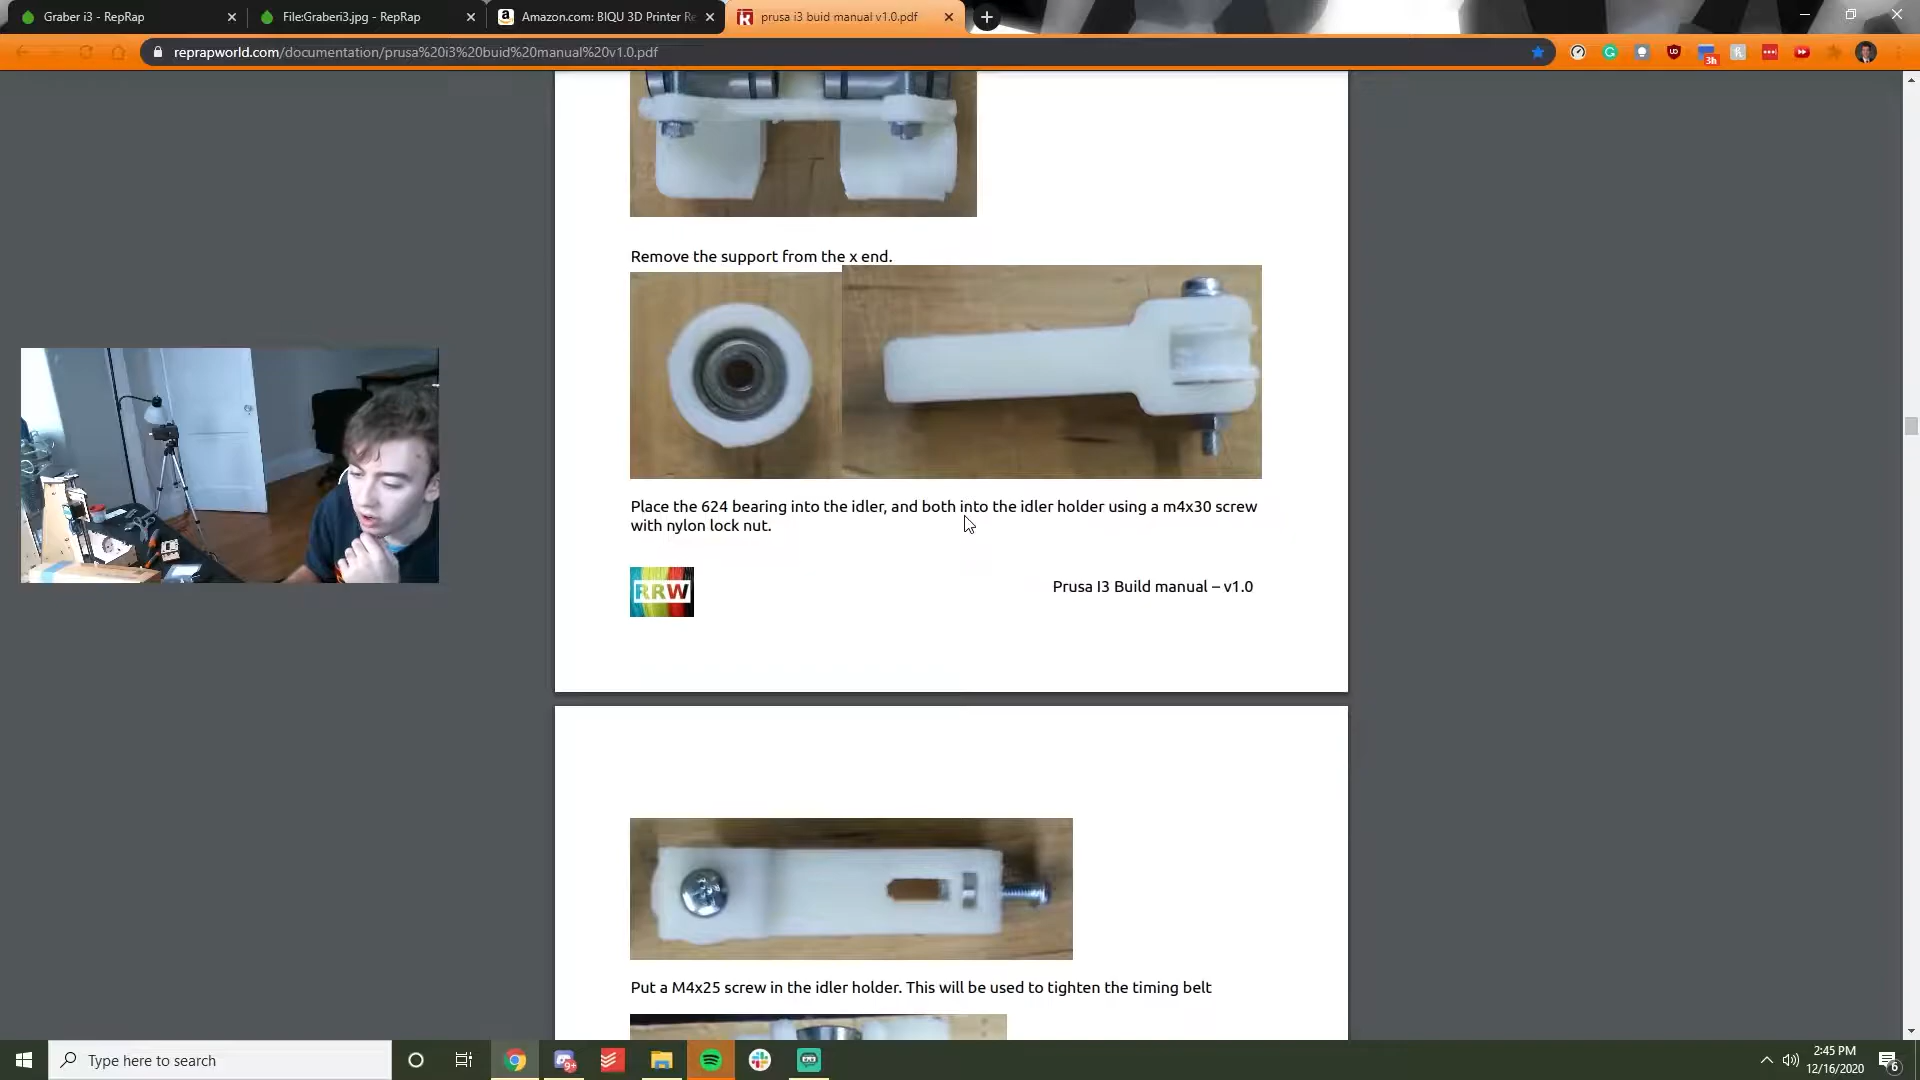 Graber i3 - RepRap
File:Graberi3.jpg - RepRap
Amazon.com: BIQU 3D Printer Re
prusa i3 buid manual v1.0.pdf
reprapworld.com/documentation/prusa%20i3%20buid%20manual%20v1.0.pdf
3h
Remove the support from the x end.
Place the 624 bearing into the idler, and both into the idler holder using a m4x30 screw
with nylon lock nut.
RRW
Prusa I3 Build manual – v1.0
Put a M4x25 screw in the idler holder. This will be used to tighten the timing belt
Type here to search
9+
2:45 PM
12/16/2020
6